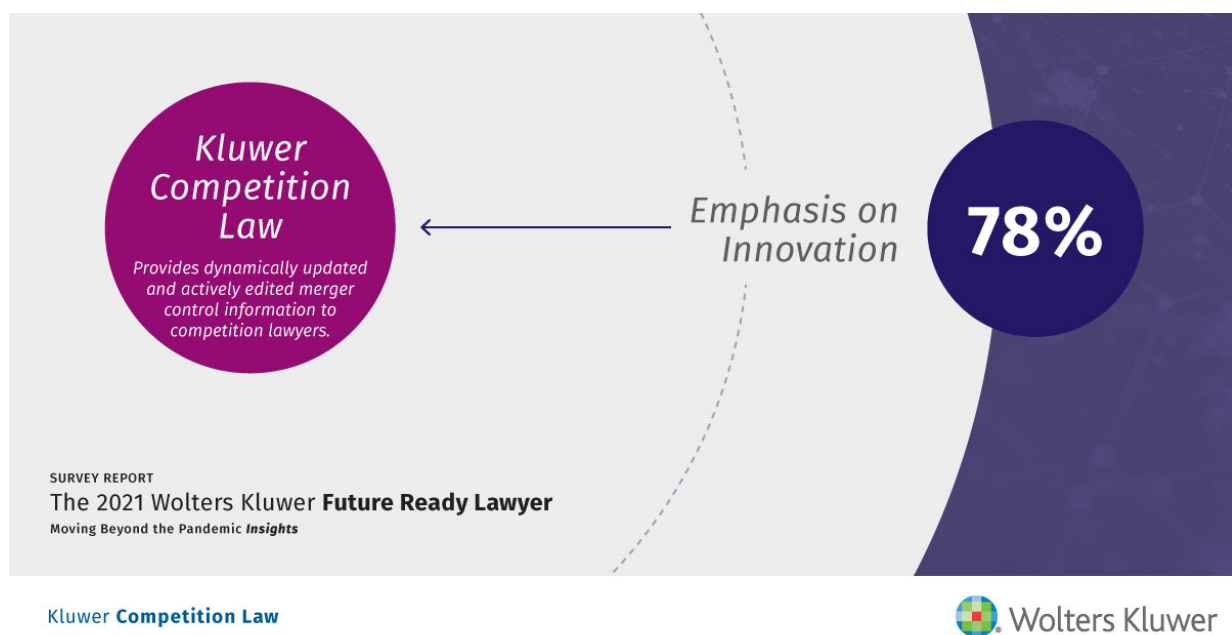 Kluwer
Competition
Law
Provides dynamically updated
and actively edited merger
control information to
competition lawyers.
Emphasis on
Innovation
78%
SURVEY REPORT
The 2021 Wolters Kluwer Future Ready Lawyer
Moving Beyond the Pandemic Insights
Kluwer Competition Law
Wolters Kluwer